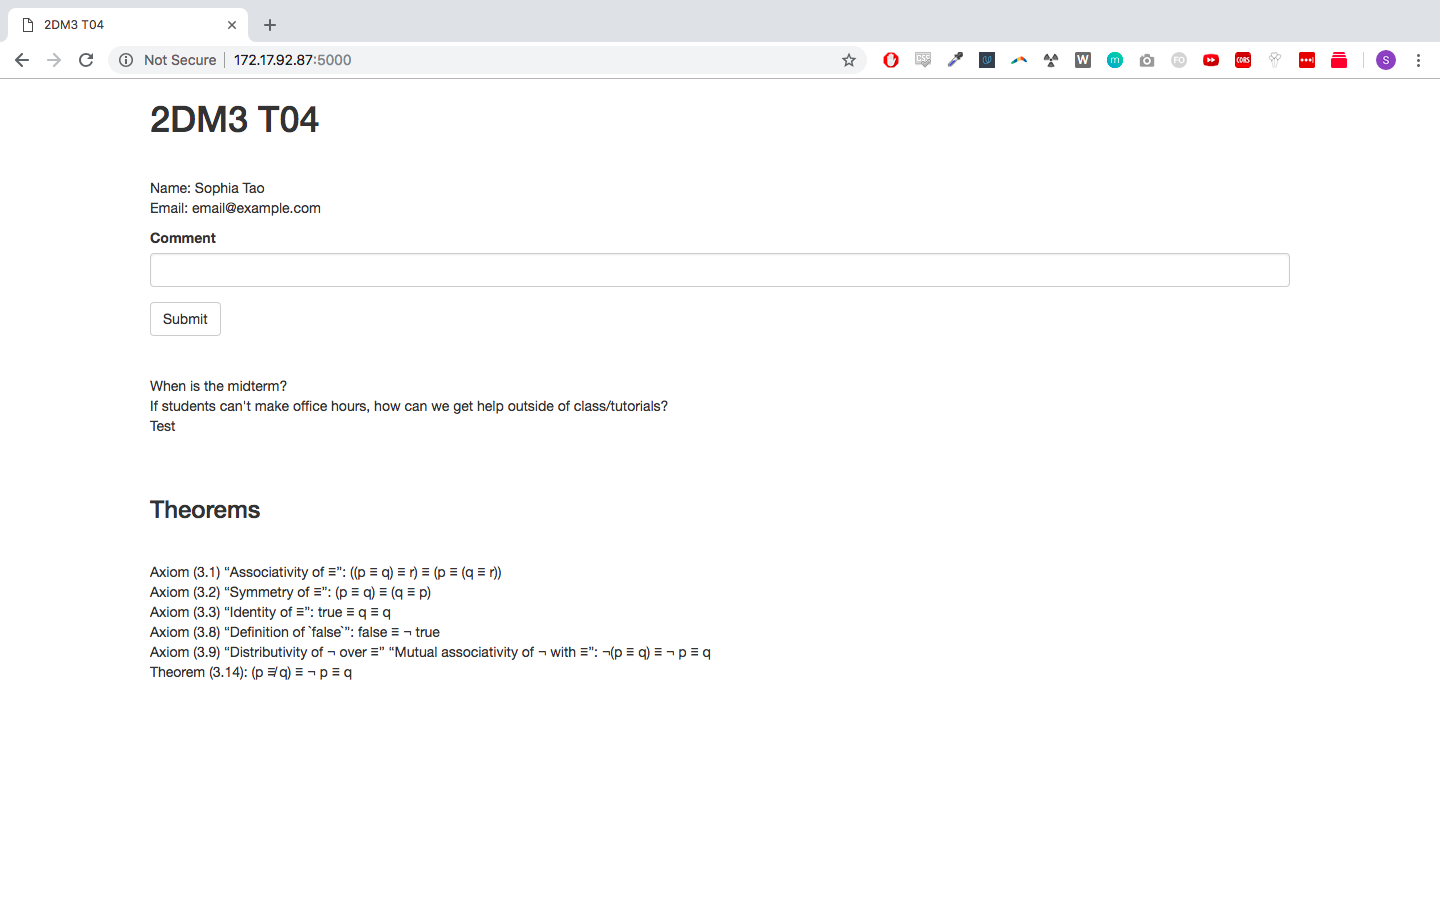 2DM3 T04
Not Secure
172.17.92.87:5000
CSS
W
m
FO
CORS
S
2DM3 T04
Name: Sophia Tao
Email: email@example.com
Comment
Submit
When is the midterm?
If students can't make office hours, how can we get help outside of class/tutorials?
Test
Theorems
Axiom (3.1) “Associativity of ≡”: ((p ≡ q) ≡ r) ≡ (p ≡ (q ≡ r))
Axiom (3.2) “Symmetry of ≡”: (p ≡ q) ≡ (q ≡ p)
Axiom (3.3) “Identity of ≡”: true ≡ q ≡ q
Axiom (3.8) “Definition of `false`”: false ≡ ¬ true
Axiom (3.9) “Distributivity of ¬ over ≡” “Mutual associativity of ¬ with ≡”: ¬(p ≡ q) ≡ ¬ p ≡ q
Theorem (3.14): (p ≢ q) ≡ ¬ p ≡ q